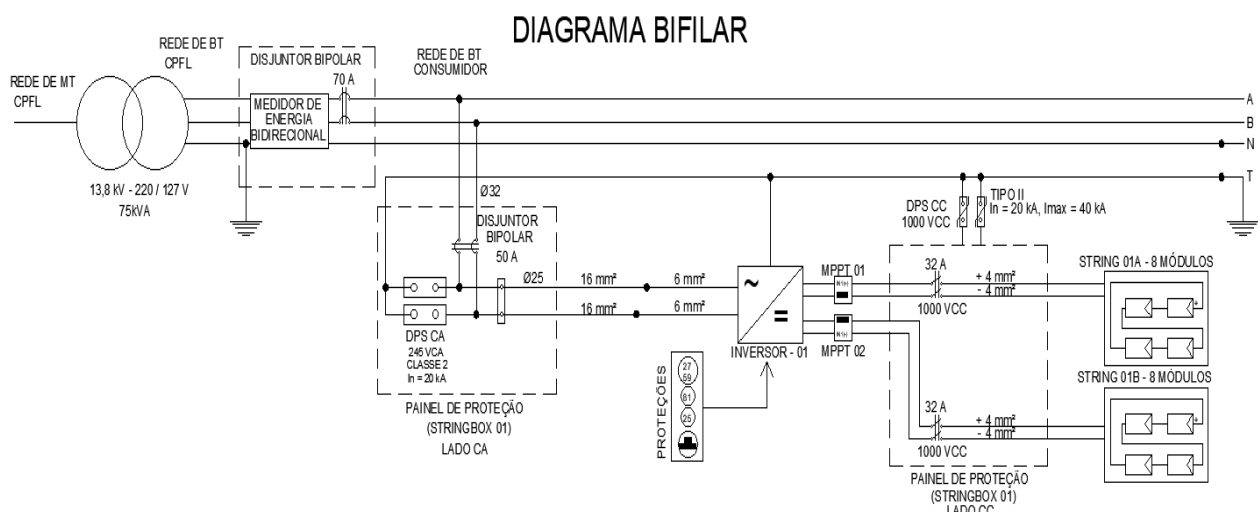 DIAGRAMA BIFILAR
REDE DE MT
CPFL
REDE DE BT
CPFL
DISJUNTOR BIPOLAR
70 A
MEDIDOR DE
ENERGIA
BIDIRECIONAL
REDE DE BT
CONSUMIDOR
A
B
N
T
13,8 kV - 220 / 127 V
75kVA
Ø32
DISJUNTOR
BIPOLAR
50 A
Ø25
16 mm²
6 mm²
16 mm²
6 mm²
DPS CA
245 VCA
CLASSE 2
In = 20 kA
PAINEL DE PROTEÇÃO
(STRINGBOX 01)
LADO CA
~
=
INVERSOR - 01
PROTEÇÕES
27
59
81
25
MPPT 01
MPPT 02
DPS CC
1000 VCC
TIPO II
In = 20 kA, Imax = 40 kA
32 A
1000 VCC
+ 4 mm²
- 4 mm²
STRING 01A - 8 MÓDULOS
+
32 A
1000 VCC
+ 4 mm²
- 4 mm²
STRING 01B - 8 MÓDULOS
+
PAINEL DE PROTEÇÃO
(STRINGBOX 01)
LADO CC